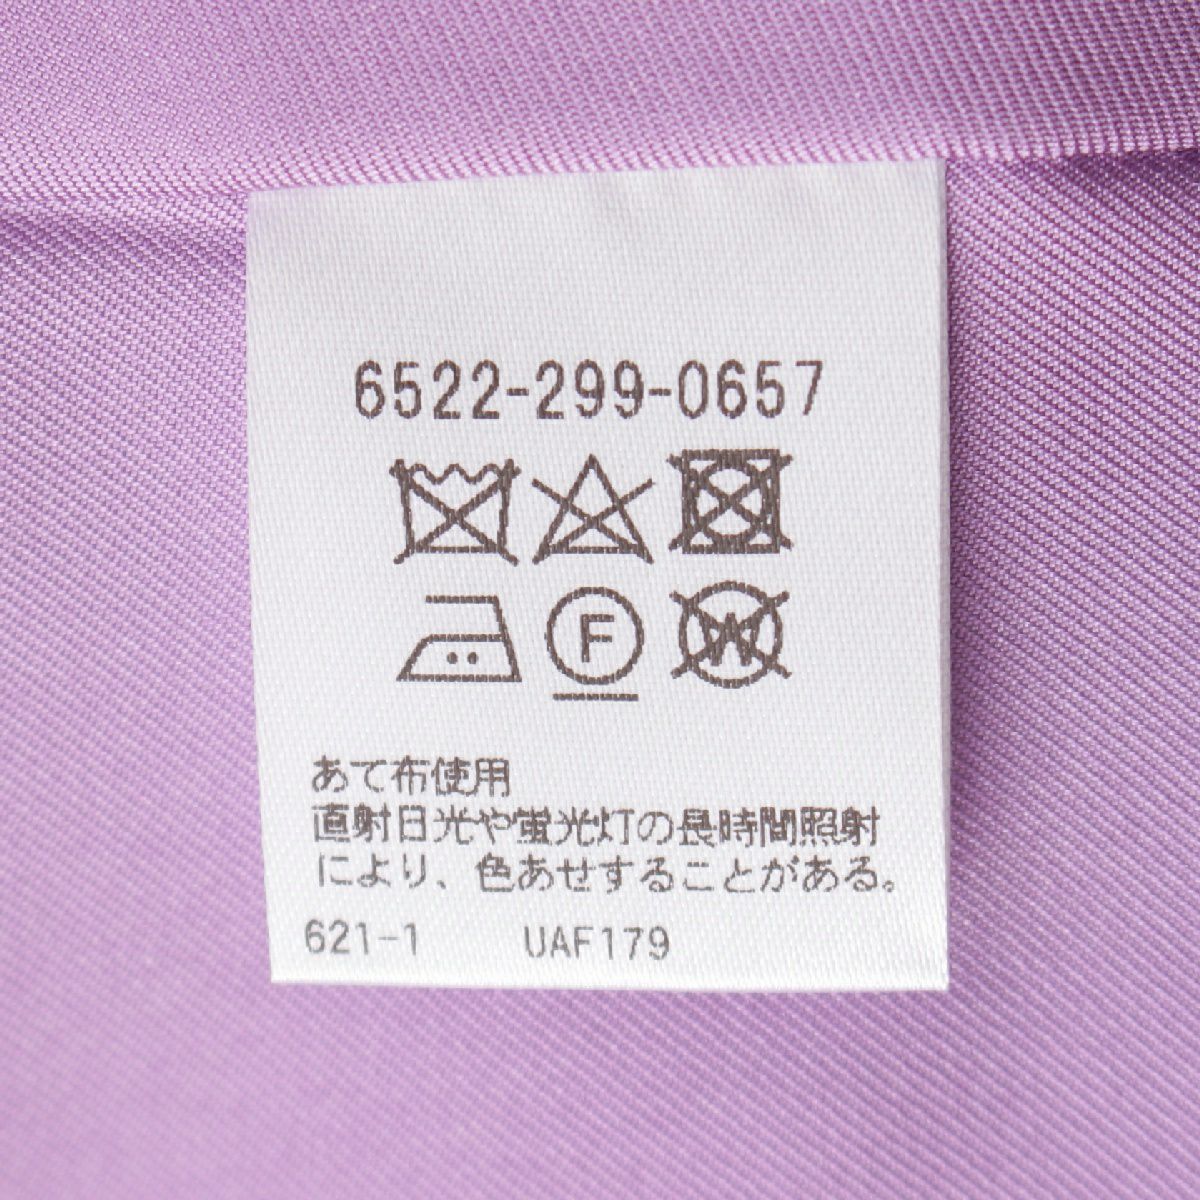 6522-299-0657
F W
あて布使用
直射日光や蛍光灯の長時間照射
により、色あせすることがある。
621-1 UAF179